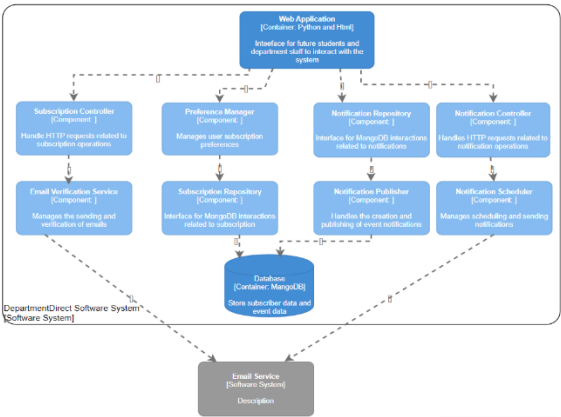 Web Application
[Container: Python and Html]
Inteeface for future students and
department staff to interact with the
system
Subscription Controller
[Component: ]
Handle HTTP requests related to
subscription operations
Preference Manager
[Component: ]
Manages user subscription
preferences
Notification Repository
[Component: ]
Interface for MongoDB interactions
related to notifications
Notification Controller
[Component: ]
Handles HTTP requests related to
notification operations
Email Verification Service
[Component: ]
Manages the sending and
verification of emails
Subscription Repository
[Component: ]
Interface for MongoDB interactions
related to subscription
Notification Publisher
[Component: ]
Handles the creation and
publishing of event notifications
Notification Scheduler
[Component: ]
Manages scheduling and sending
notifications
Database
[Container: MangoDB]
Store subscriber data and
event data
DepartmentDirect Software System
[Software System]
Email Service
[Software System]
Description